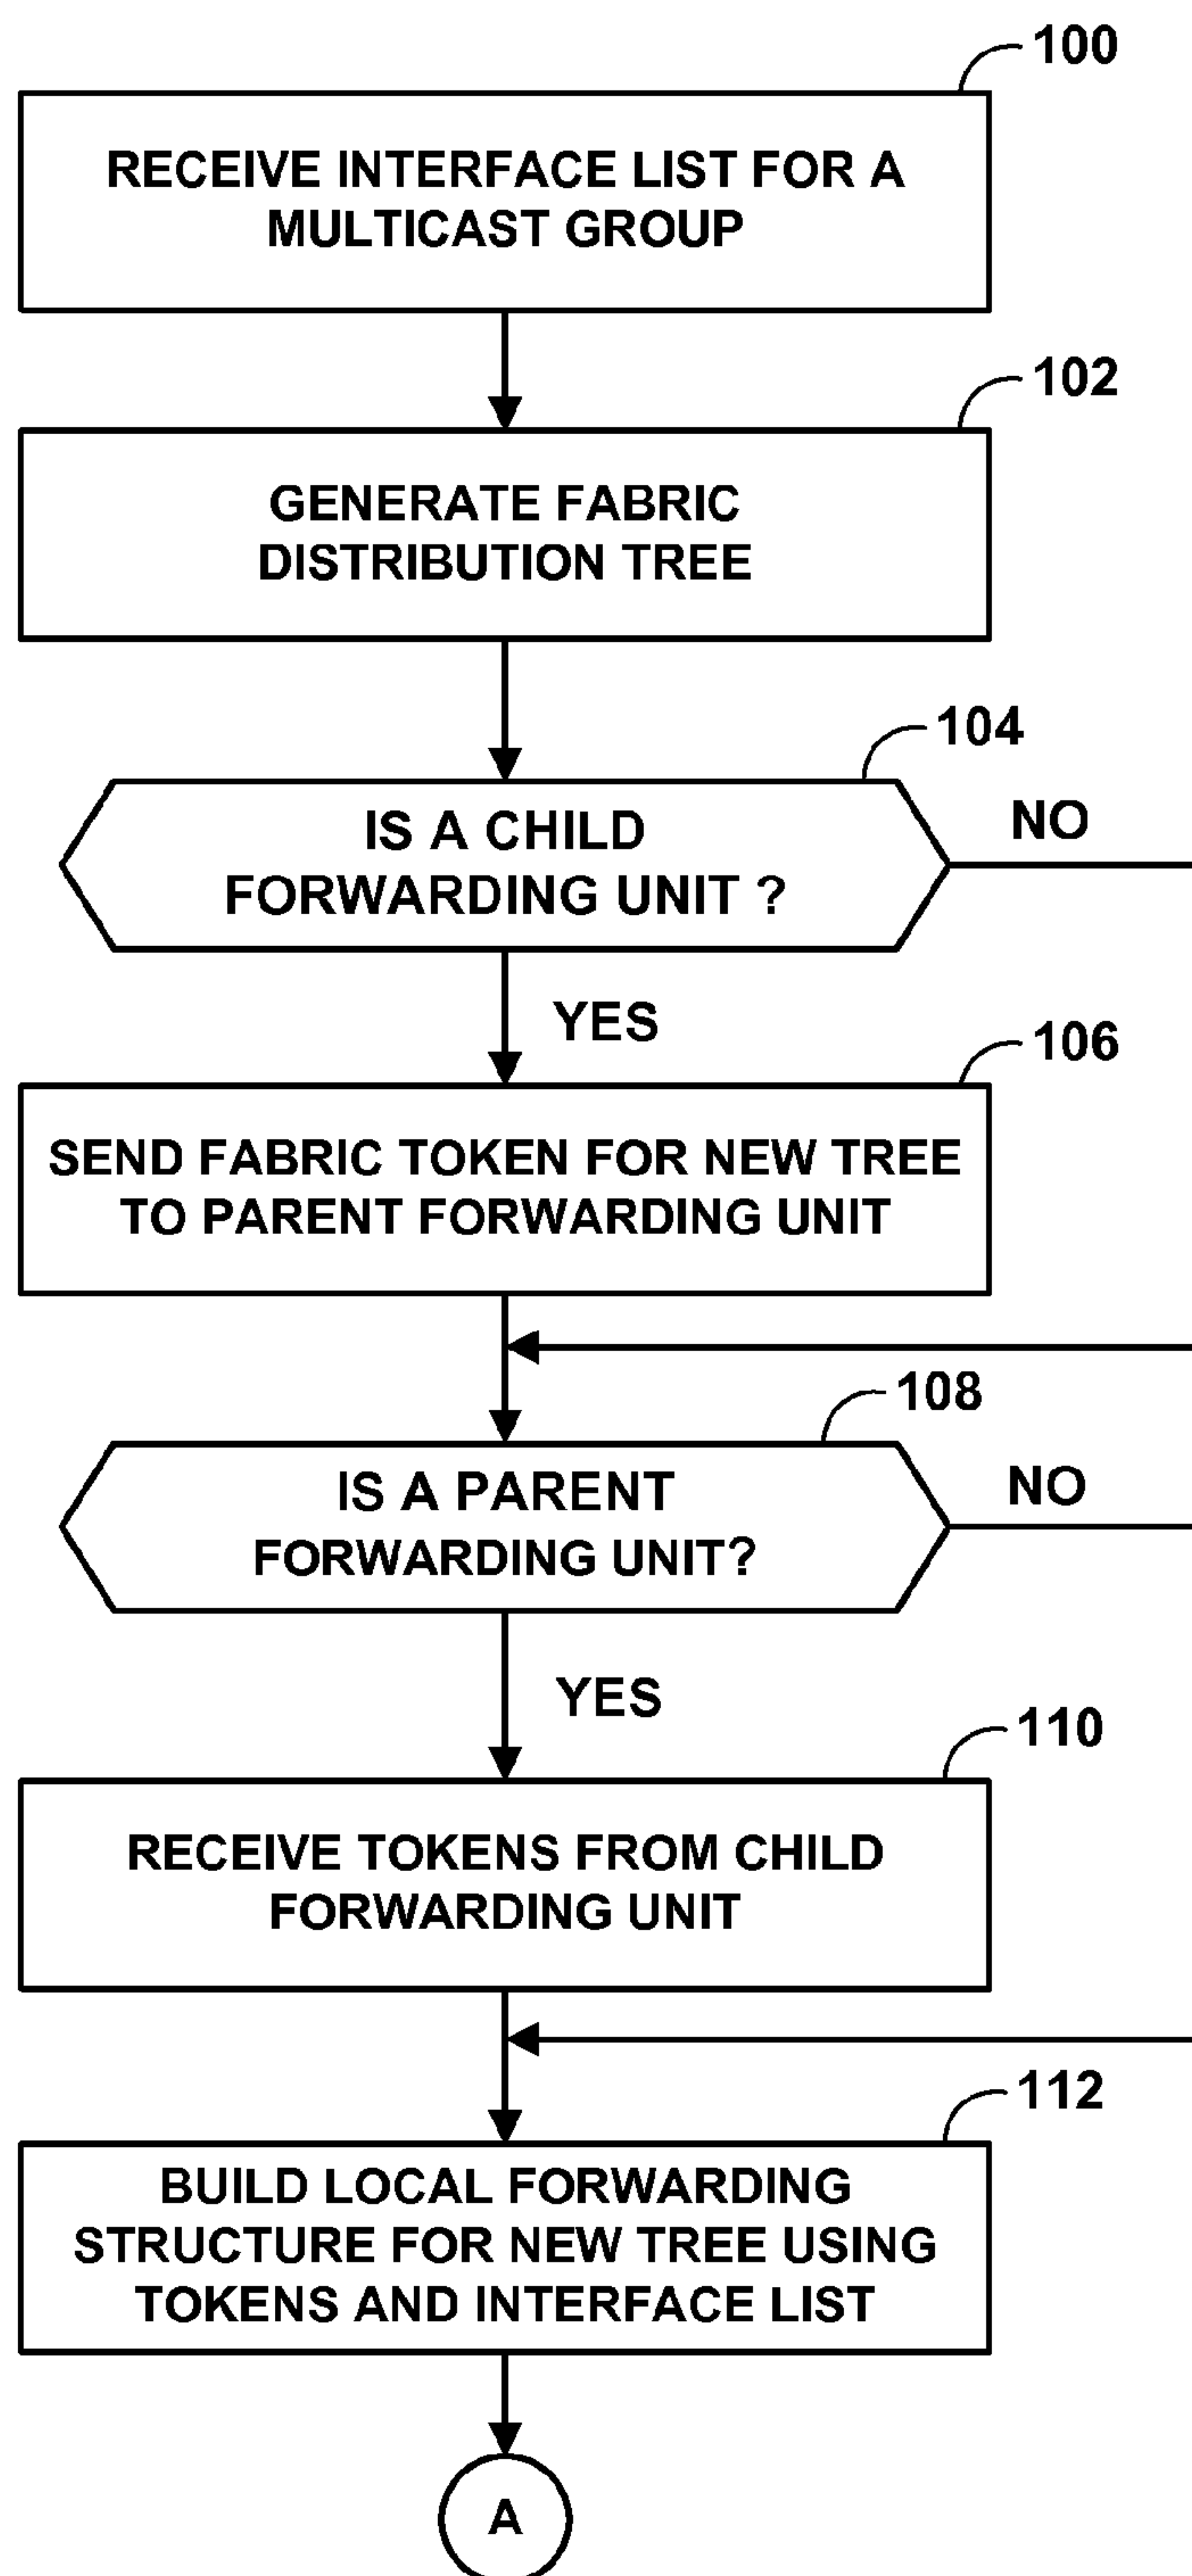 100
RECEIVE INTERFACE LIST FOR A
MULTICAST GROUP
102
GENERATE FABRIC
DISTRIBUTION TREE
104
IS A CHILD
FORWARDING UNIT ?
NO
YES
106
SEND FABRIC TOKEN FOR NEW TREE
TO PARENT FORWARDING UNIT
108
IS A PARENT
FORWARDING UNIT?
NO
YES
110
RECEIVE TOKENS FROM CHILD
FORWARDING UNIT
112
BUILD LOCAL FORWARDING
STRUCTURE FOR NEW TREE USING
TOKENS AND INTERFACE LIST
A